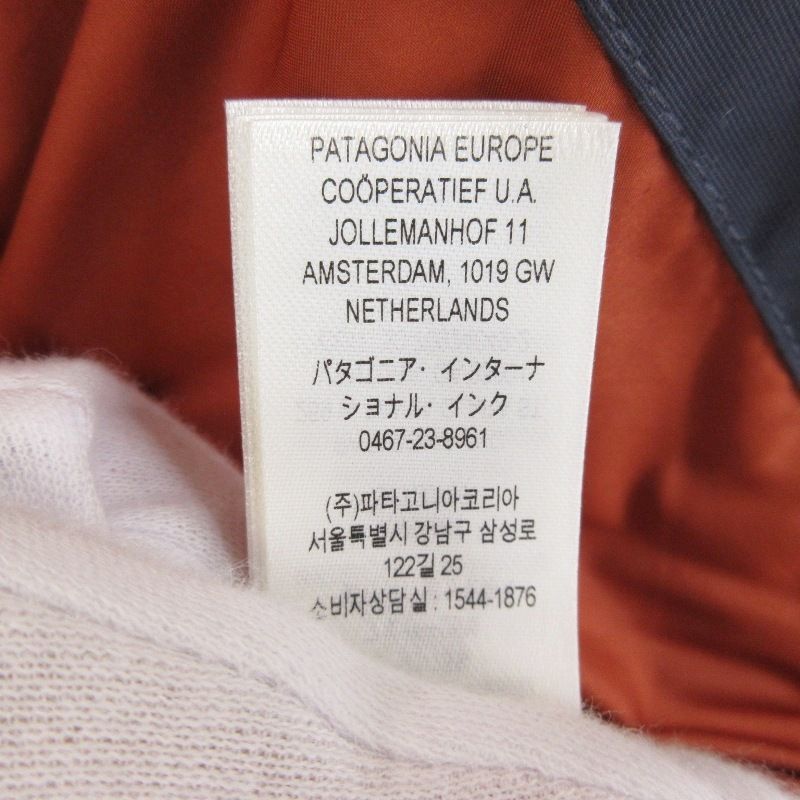 PATAGONIA EUROPE
COÖPERATIEF U.A.
JOLLEMANHOF 11
AMSTERDAM, 1019 GW
NETHERLANDS
パタゴニア・インターナ
ショナル・インク
0467-23-8961
(주)파타고니아코리아
서울특별시 강남구 삼성로
122길 25
소비자상담실 : 1544-1876